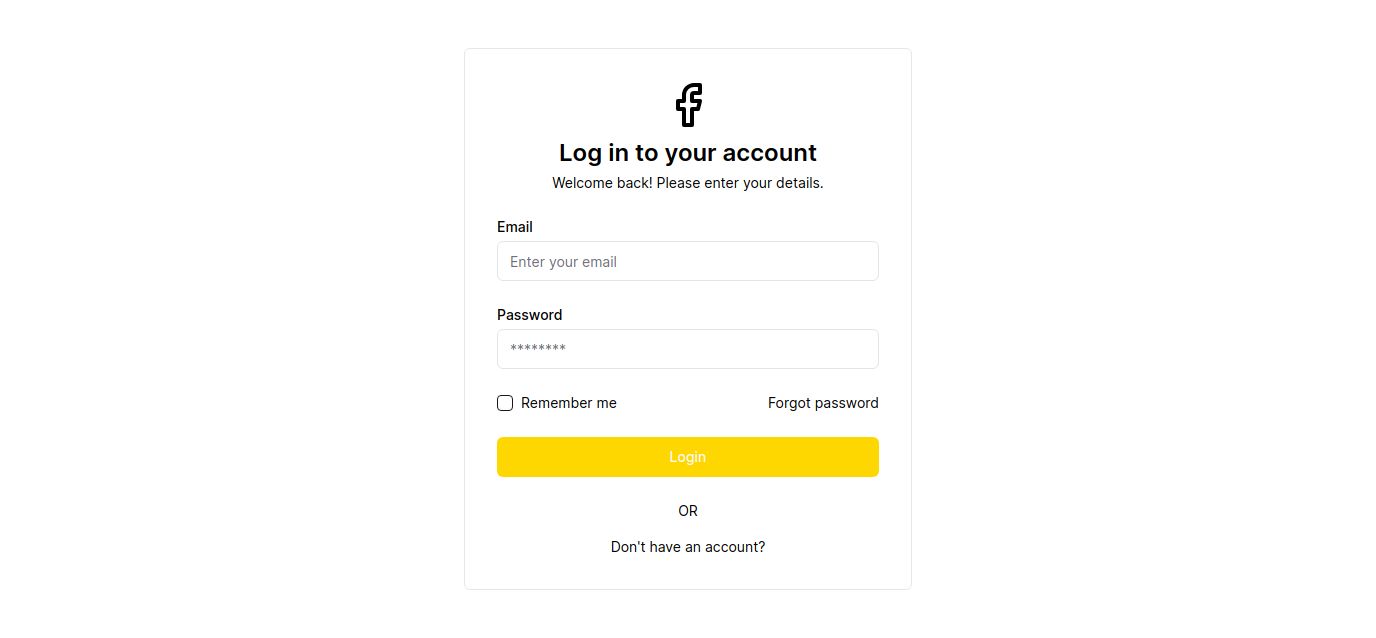 Log in to your account
Welcome back! Please enter your details.
Email
Enter your email
Password
********
Remember me Forgot password
Login
OR
Don't have an account?